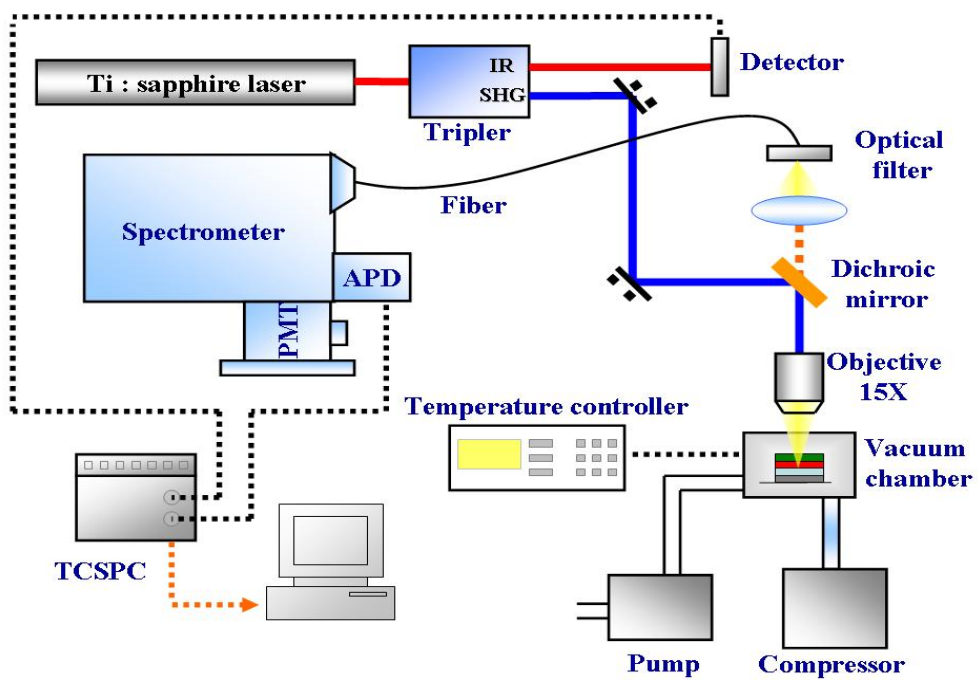 Ti : sapphire laser
IR
SHG
Tripler
Detector
Optical
filter
Fiber
Spectrometer
APD
PMT
Dichroic
mirror
Objective
15X
Temperature controller
Vacuum
chamber
TCSPC
Pump
Compressor